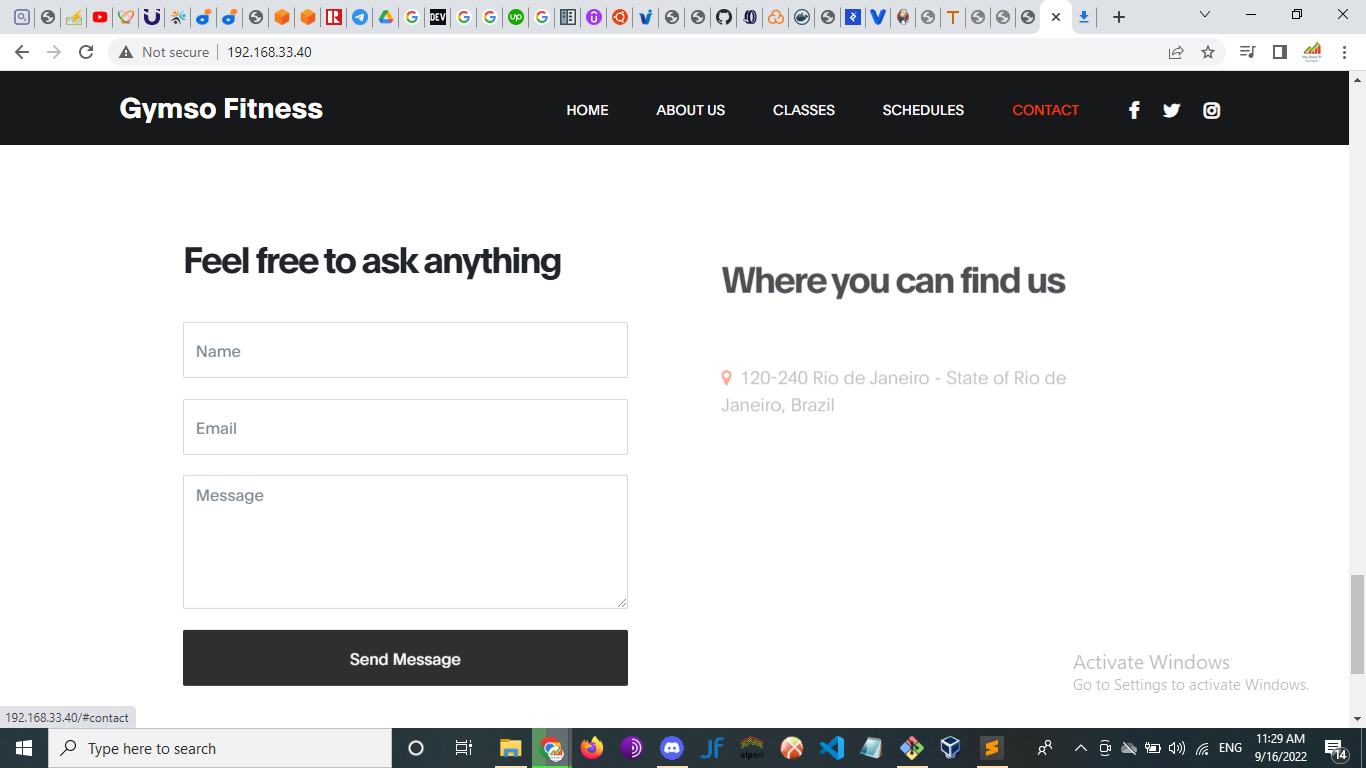 Not secure
192.168.33.40
Gymso Fitness
HOME
ABOUT US
CLASSES
SCHEDULES
CONTACT
Feel free to ask anything
Where you can find us
Name
120-240 Rio de Janeiro - State of Rio de
Janeiro, Brazil
Email
Message
Send Message
Activate Windows
Go to Settings to activate Windows.
192.168.33.40/#contact
Type here to search
ENG
11:29 AM
9/16/2022
14